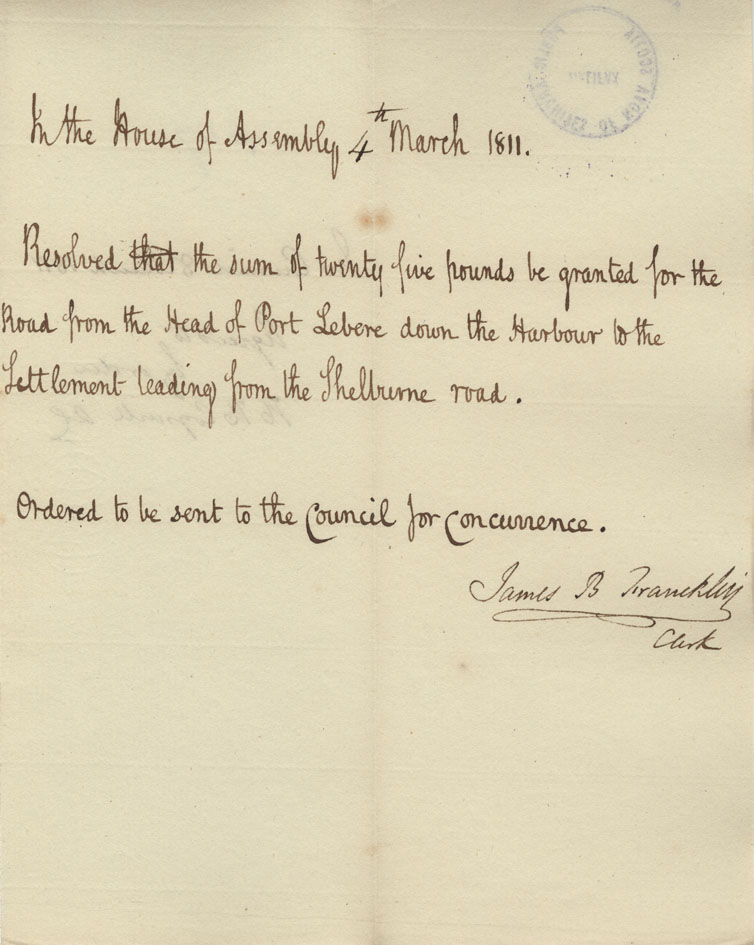 In the House of Assembly 4th March 1811.
Resolved that the sum of twenty five pounds be granted for the
Road from the Head of Port Lebere down the Harbour to the
Settlement leading from the Shelburne road.
Ordered to be sent to the Council for Concurrence.
James B Franckklin
Clerk